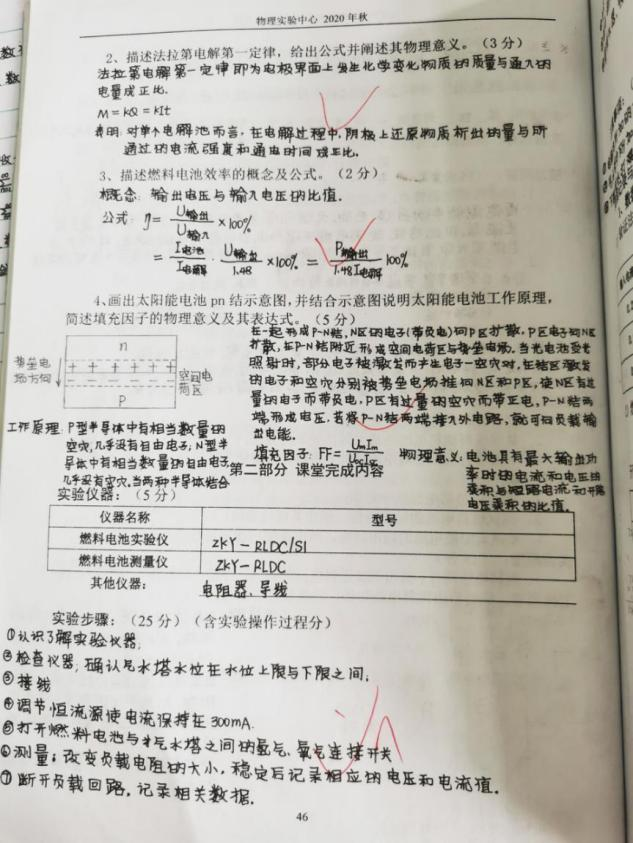 物理实验中心 2020 年秋
2、描述法拉第电解第一定律，给出公式并阐述其物理意义。（3 分）
法拉第电解第一定律即为电极界面上发生化学变化物质的质量与通入的
电量成正比.
M=kQ=kIt
表明:对单个电解池而言,在电解过程中,阴极上还原物质析出的量与所
通过的电流强度和通电时间成正比.
3、描述燃料电池效率的概念及公式。（2 分）
概念: 输出电压与输入电压的比值.
公式: η= U输出/U输入 ×100%
= I电池/I电解 · U输出/1.48 ×100% = P输出/1.48I电解 100%
4、画出太阳能电池 pn 结示意图，并结合示意图说明太阳能电池工作原理，
简述填充因子的物理意义及其表达式。（5 分）
n
势垒电
场方向
+ + + + + +
- - - - - -
空间电
荷区
p
工作原理: P型半导体中有相当数量的
空穴,几乎没有自由电子;N型半
导体中有相当数量的自由电子
几乎没有空穴.当两种半导体结合
在一起形成P-N结,N区的电子(带负电)向P区扩散,P区电子向N区
扩散,在P-N结附近形成空间电荷区与势垒电场.当光电池受光
照射时,部分电子被激发而产生电子—空穴对,在结区激发
的电子和空穴分别被势垒电场推向N区和P区,使N区有过
量的电子而带负电,P区有过量的空穴而带正电,P-N结两
端形成电压,若将P-N结两端接入外电路,就可向负载输
出电能.
填充因子: FF= UmIm/UocIsc
物理意义:电池具有最大输出功
率时的电流和电压的
乘积与短路电流和开路
电压乘积的比值.
第二部分 课堂完成内容
实验仪器：（5 分）
仪器名称 型号
燃料电池实验仪 ZKY-RLDC/SI
燃料电池测量仪 ZKY-RLDC
其他仪器： 电阻器.导线
实验步骤：（25 分）（含实验操作过程分）
①认识了解实验仪器;
②检查仪器;确认气水塔水位在水位上限与下限之间;
③接线
④调节恒流源使电流保持在300mA.
⑤打开燃料电池与气水塔之间的氢气、氧气连接开关
⑥测量:改变负载电阻的大小,稳定后记录相应的电压和电流值.
⑦断开负载回路,记录相关数据.
46